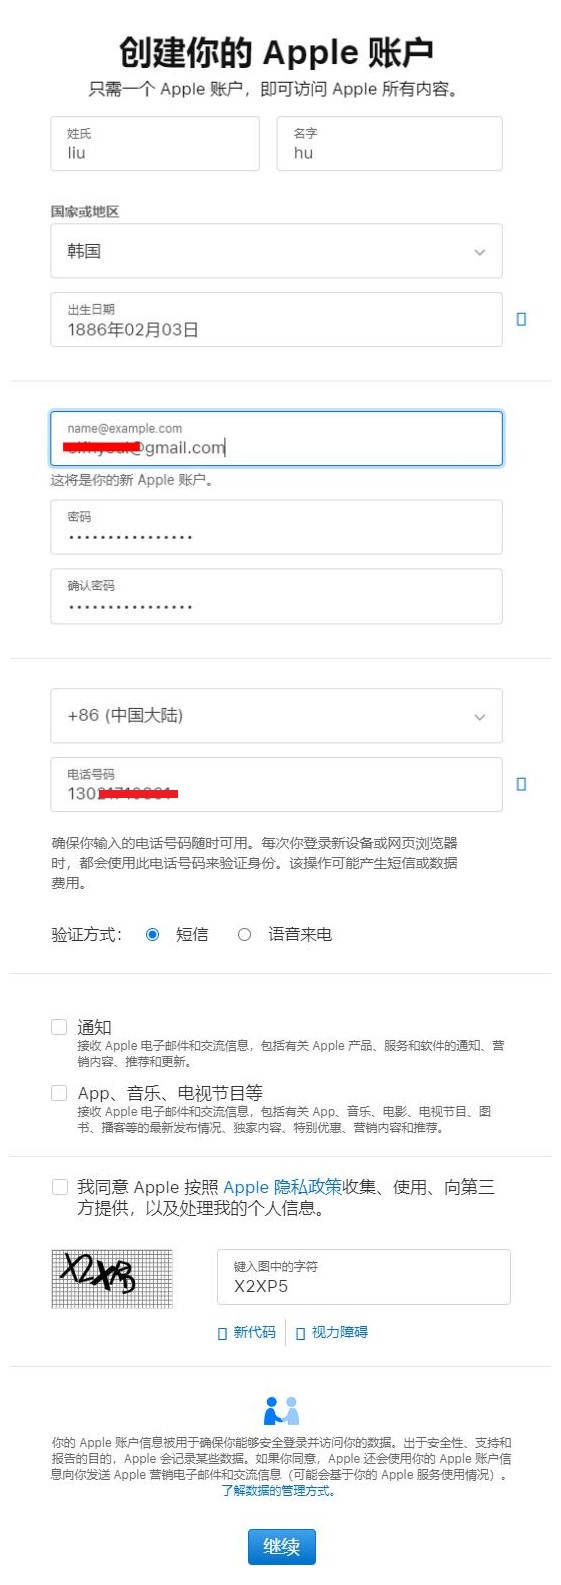 创建你的 Apple 账户
只需一个 Apple 账户，即可访问 Apple 所有内容。
姓氏
liu
名字
hu
国家或地区
韩国
出生日期
1886年02月03日
name@example.com
@gmail.com
这将是你的新 Apple 账户。
密码
••••••••••••••••
确认密码
••••••••••••••••
+86 (中国大陆)
电话号码
130
确保你输入的电话号码随时可用。每次你登录新设备或网页浏览器
时，都会使用此电话号码来验证身份。该操作可能产生短信或数据
费用。
验证方式： 短信 语音来电
通知
接收 Apple 电子邮件和交流信息，包括有关 Apple 产品、服务和软件的通知、营
销内容、推荐和更新。
App、音乐、电视节目等
接收 Apple 电子邮件和交流信息，包括有关 App、音乐、电影、电视节目、图
书、播客等的最新发布情况、独家内容、特别优惠、营销内容和推荐。
我同意 Apple 按照 Apple 隐私政策收集、使用、向第三
方提供，以及处理我的个人信息。
键入图中的字符
X2XP5
新代码 视力障碍
你的 Apple 账户信息被用于确保你能够安全登录并访问你的数据。出于安全性、支持和
报告的目的，Apple 会记录某些数据。如果你同意，Apple 还会使用你的 Apple 账户信
息向你发送 Apple 营销电子邮件和交流信息（可能会基于你的 Apple 服务使用情况）。
了解数据的管理方式。
继续